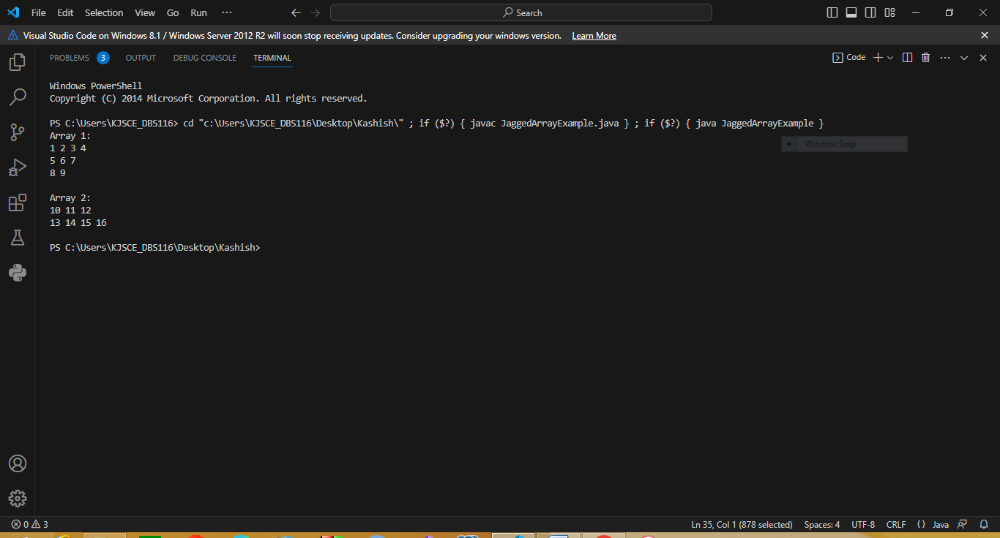 File Edit Selection View Go Run ··· Search
Visual Studio Code on Windows 8.1 / Windows Server 2012 R2 will soon stop receiving updates. Consider upgrading your windows version. Learn More
PROBLEMS 3 OUTPUT DEBUG CONSOLE TERMINAL Code
Windows PowerShell
Copyright (C) 2014 Microsoft Corporation. All rights reserved.
PS C:\Users\KJSCE_DBS116> cd "c:\Users\KJSCE_DBS116\Desktop\Kashish\" ; if ($?) { javac JaggedArrayExample.java } ; if ($?) { java JaggedArrayExample }
Array 1:
Window Snip
1 2 3 4
5 6 7
8 9
Array 2:
10 11 12
13 14 15 16
PS C:\Users\KJSCE_DBS116\Desktop\Kashish>
0 3 Ln 35, Col 1 (878 selected) Spaces: 4 UTF-8 CRLF {} Java